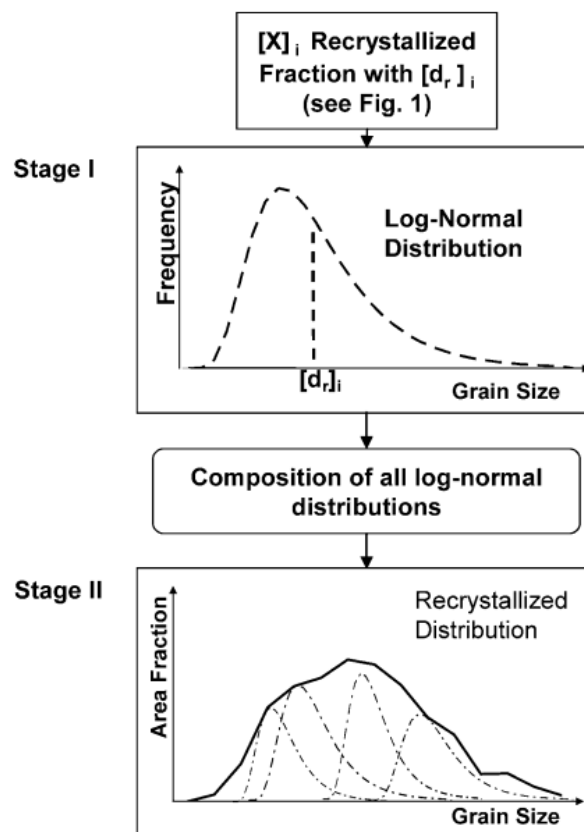 [X] i Recrystallized
Fraction with [dr ] i
(see Fig. 1)
Stage I
Frequency
Log-Normal
Distribution
[dr]i
Grain Size
Composition of all log-normal
distributions
Stage II
Area Fraction
Recrystallized
Distribution
Grain Size